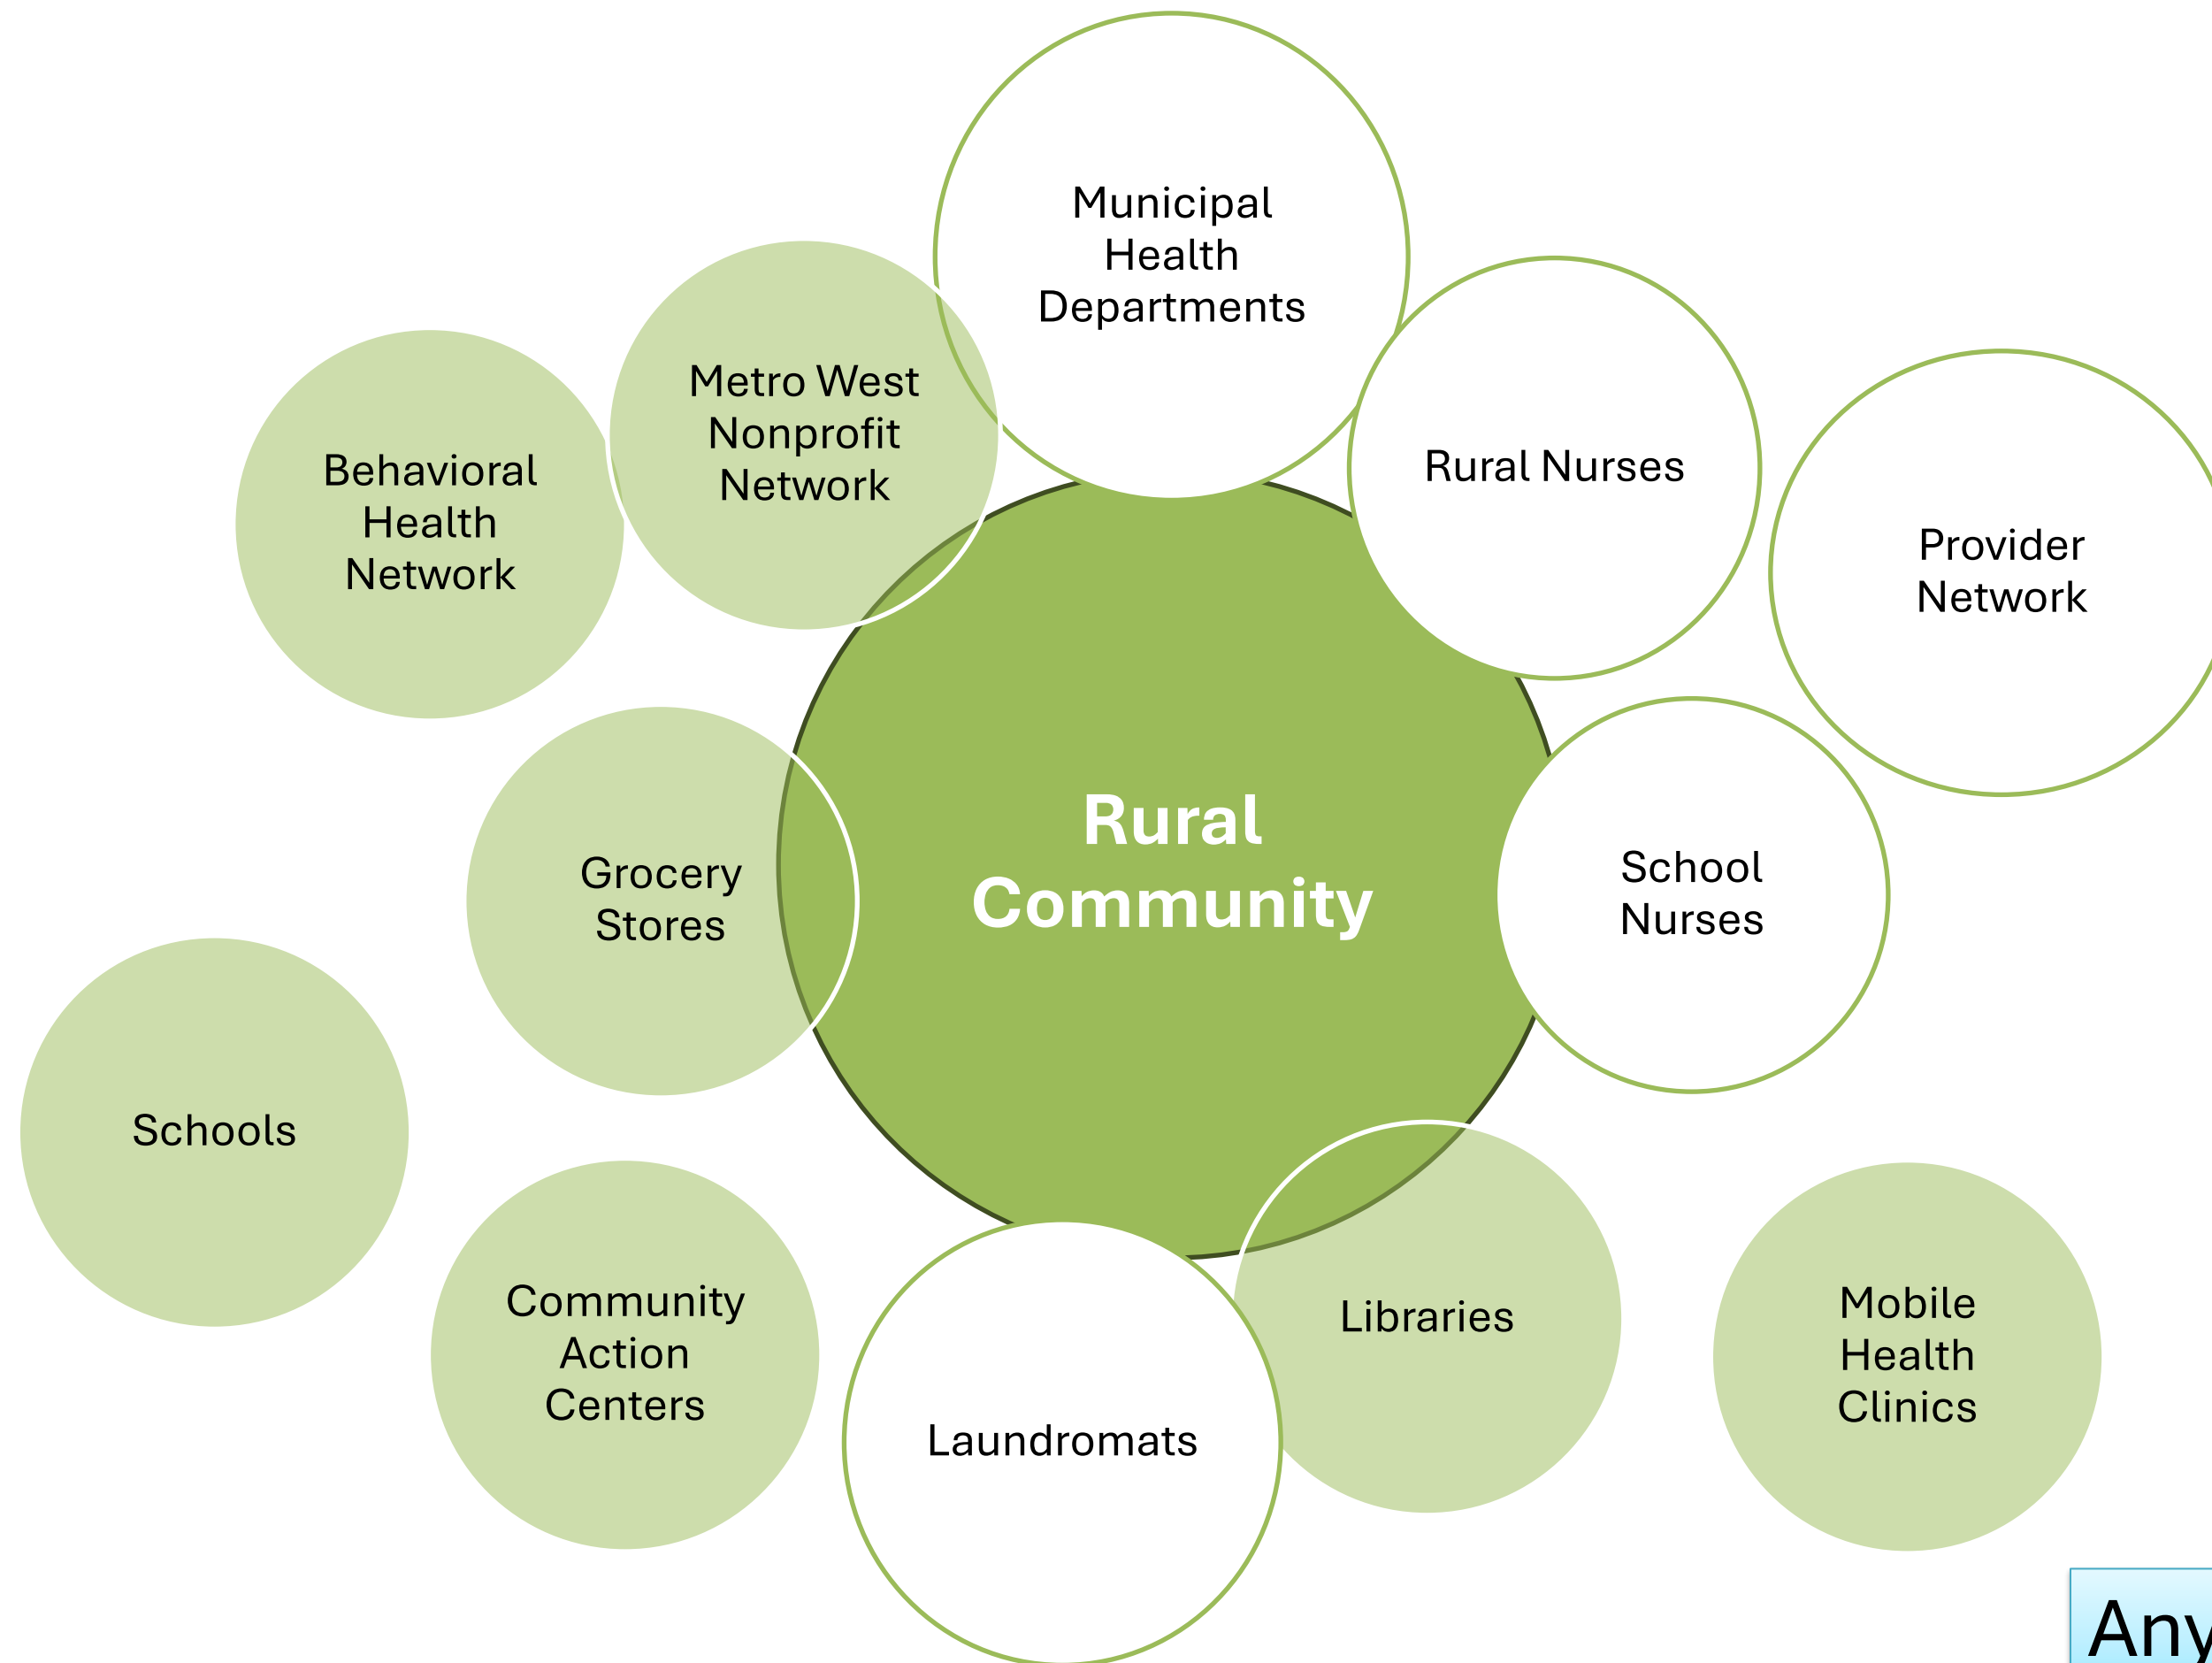 Municipal
Health
Departments
Metro West
Nonprofit
Network
Behavioral
Health
Network
Rural Nurses
Provider
Network
Rural
Community
Grocery
Stores
School
Nurses
Schools
Community
Action
Centers
Laundromats
Libraries
Mobile
Health
Clinics